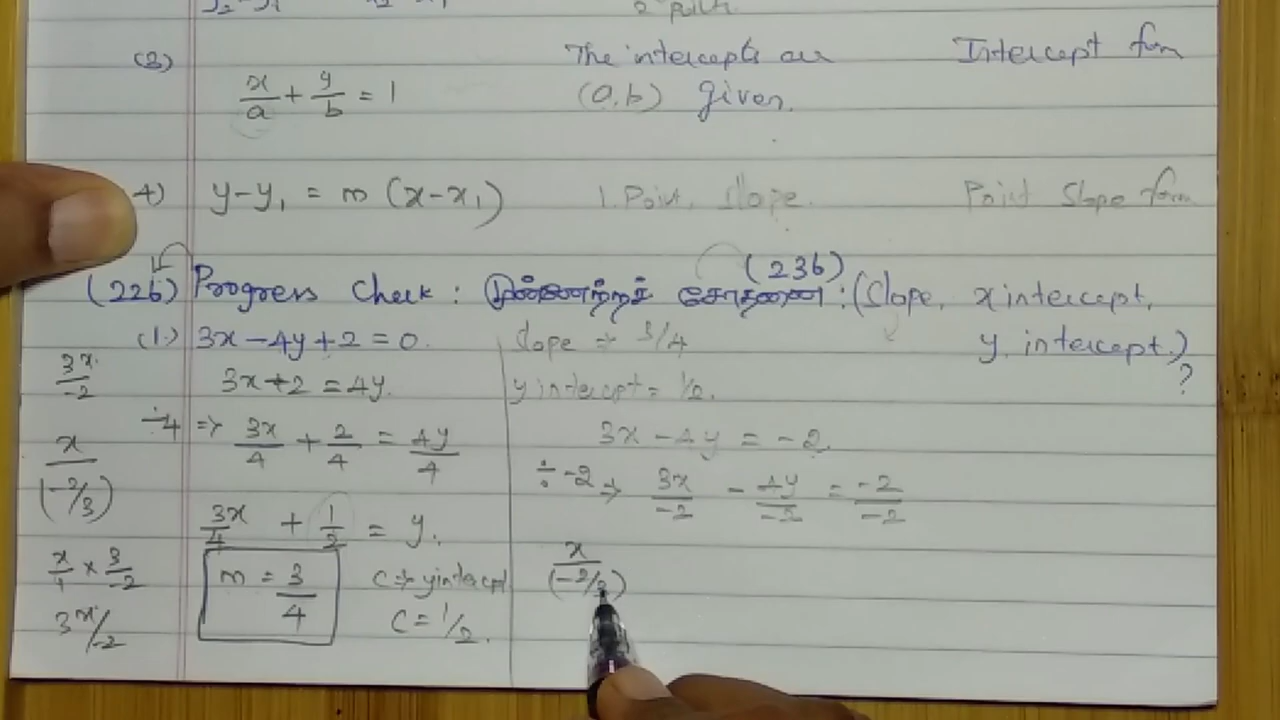 2 points
(3) x/a + y/b = 1 The intercepts are (0,b) given. Intercept form
4) y-y₁ = m (x-x₁) 1. Point, Slope. Point Slope form
(226) Progress Check : முன்னேற்றச் சோதனை : (236) (Slope, x intercept, y intercept.) ?
(1.) 3x-4y+2=0.
3x+2 = 4y.
÷4 => 3x/4 + 2/4 = 4y/4
3x/4 + 1/2 = y.
m = 3/4
c => y intercept
c = 1/2.
3x/-2
x/(-2/3)
x/1 × 3/-2
3x/-2
Slope => 3/4
y intercept = 1/2.
3x - 4y = -2.
÷ -2 => 3x/-2 - 4y/-2 = -2/-2
x/(-2/3)